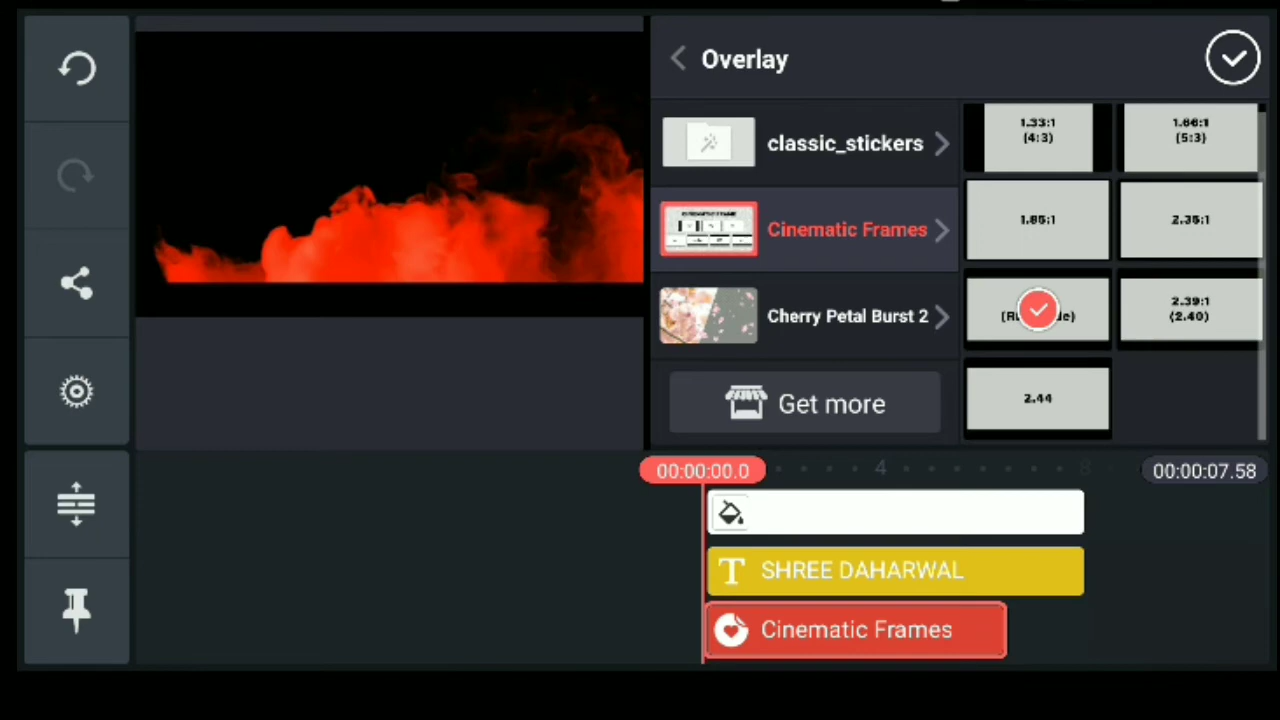 Overlay
classic_stickers
1.33:1
(4:3)
1.66:1
(5:3)
Cinematic Frames
1.85:1
2.35:1
Cherry Petal Burst 2
2.39:1
(2.40)
Get more
2.44
00:00:00.0
4
8
00:00:07.58
SHREE DAHARWAL
Cinematic Frames